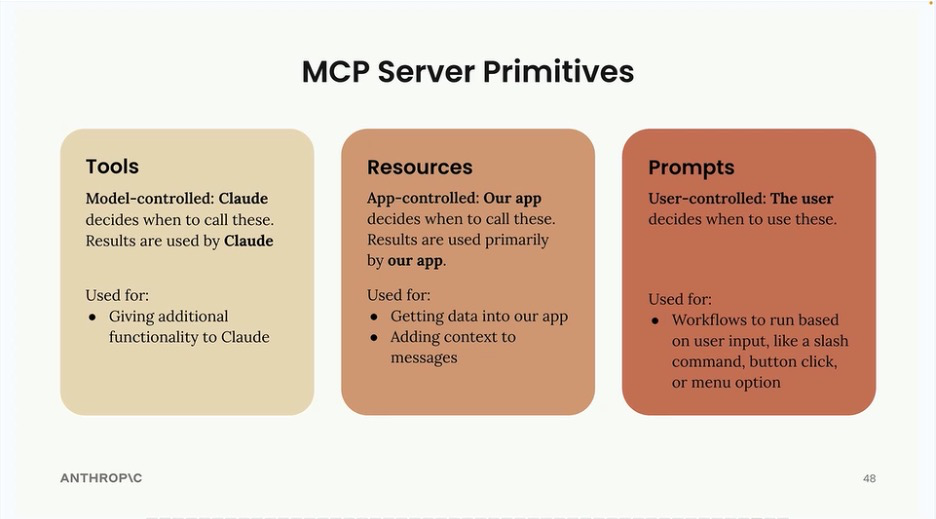 MCP Server Primitives
Tools
Model-controlled: Claude
decides when to call these.
Results are used by Claude
Used for:
● Giving additional
functionality to Claude
Resources
App-controlled: Our app
decides when to call these.
Results are used primarily
by our app.
Used for:
● Getting data into our app
● Adding context to
messages
Prompts
User-controlled: The user
decides when to use these.
Used for:
● Workflows to run based
on user input, like a slash
command, button click,
or menu option
ANTHROP\C
48